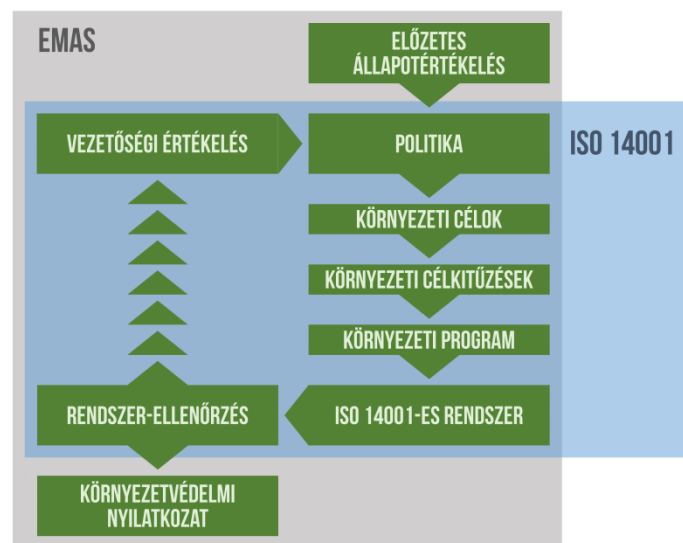 EMAS
ELŐZETES
ÁLLAPOTÉRTÉKELÉS
VEZETŐSÉGI ÉRTÉKELÉS
POLITIKA
ISO 14001
KÖRNYEZETI CÉLOK
KÖRNYEZETI CÉLKITŰZÉSEK
KÖRNYEZETI PROGRAM
RENDSZER-ELLENŐRZÉS
ISO 14001-ES RENDSZER
KÖRNYEZETVÉDELMI
NYILATKOZAT